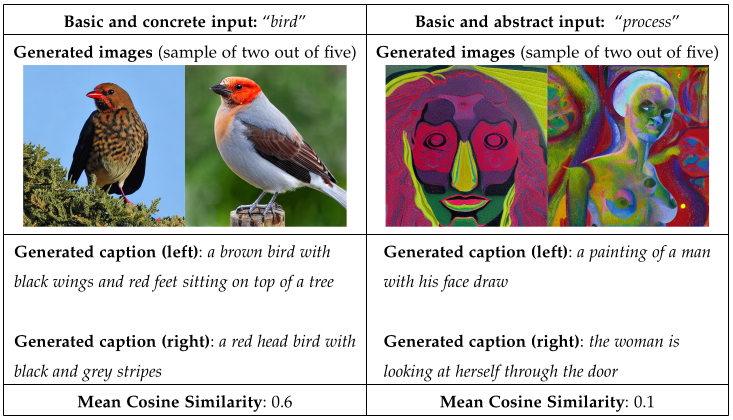 Basic and concrete input: “bird”
Generated images (sample of two out of five)
Generated caption (left): a brown bird with
black wings and red feet sitting on top of a tree
Generated caption (right): a red head bird with
black and grey stripes
Mean Cosine Similarity: 0.6
Basic and abstract input: “process”
Generated images (sample of two out of five)
Generated caption (left): a painting of a man
with his face draw
Generated caption (right): the woman is
looking at herself through the door
Mean Cosine Similarity: 0.1